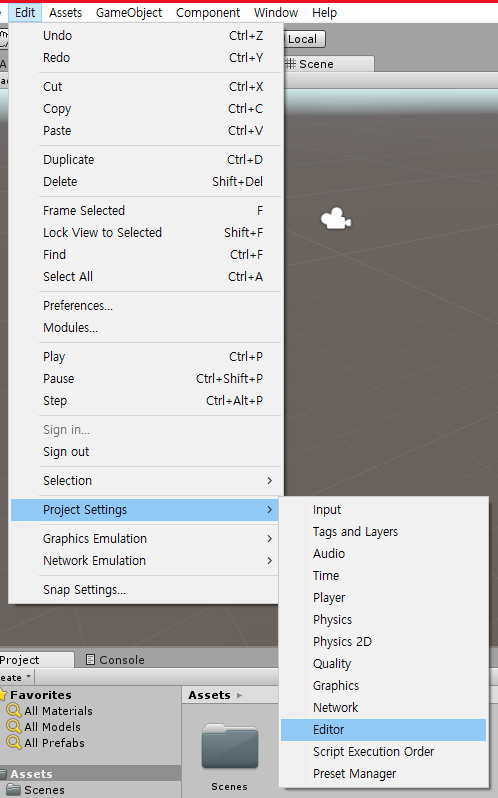 Edit Assets GameObject Component Window Help
Undo Ctrl+Z
Redo Ctrl+Y
Cut Ctrl+X
Copy Ctrl+C
Paste Ctrl+V
Duplicate Ctrl+D
Delete Shift+Del
Frame Selected F
Lock View to Selected Shift+F
Find Ctrl+F
Select All Ctrl+A
Preferences...
Modules...
Play Ctrl+P
Pause Ctrl+Shift+P
Step Ctrl+Alt+P
Sign in...
Sign out
Selection
Project Settings
Graphics Emulation
Network Emulation
Snap Settings...
Local
Scene
Input
Tags and Layers
Audio
Time
Player
Physics
Physics 2D
Quality
Graphics
Network
Editor
Script Execution Order
Preset Manager
Project Console
eate
Favorites
All Materials
All Models
All Prefabs
Assets
Scenes
Assets
Scenes